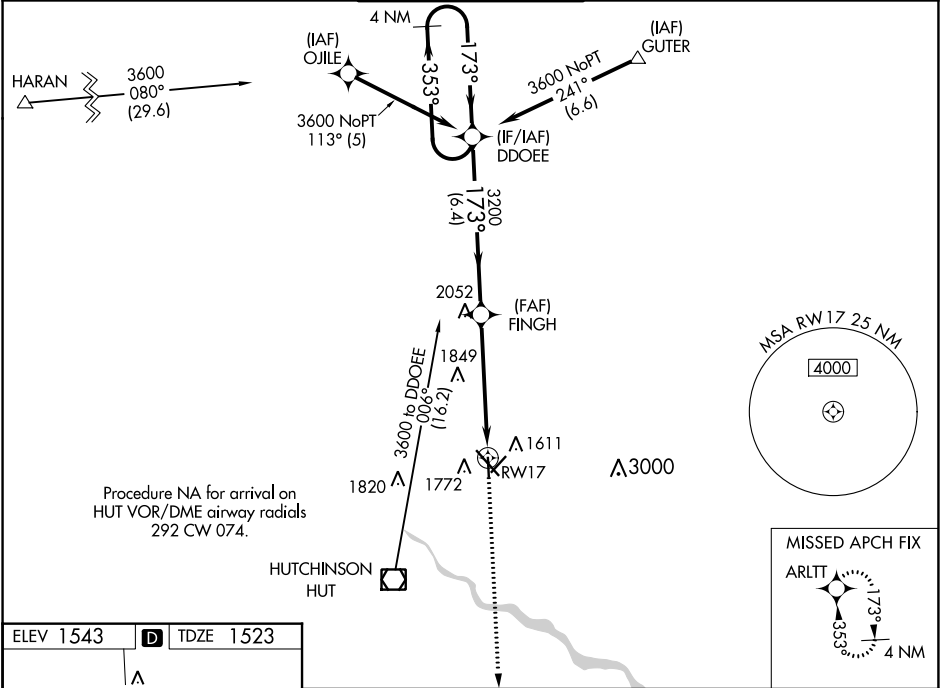 4 NM
(IAF)
OJILE
(IAF)
GUTER
HARAN
3600
080°
(29.6)
353°
173°
3600 NoPT
241°
(6.6)
3600 NoPT
113° (5)
(IF/IAF)
DDOEE
3200
173°
(6.4)
2052
(FAF)
FINGH
MSA RW17 25 NM
4000
1849
3600 to DDOEE
006°
(16.2)
1611
RW17
3000
1820
1772
Procedure NA for arrival on
HUT VOR/DME airway radials
292 CW 074.
HUTCHINSON
HUT
MISSED APCH FIX
ARLTT
173°
353°
4 NM
ELEV 1543
D
TDZE 1523